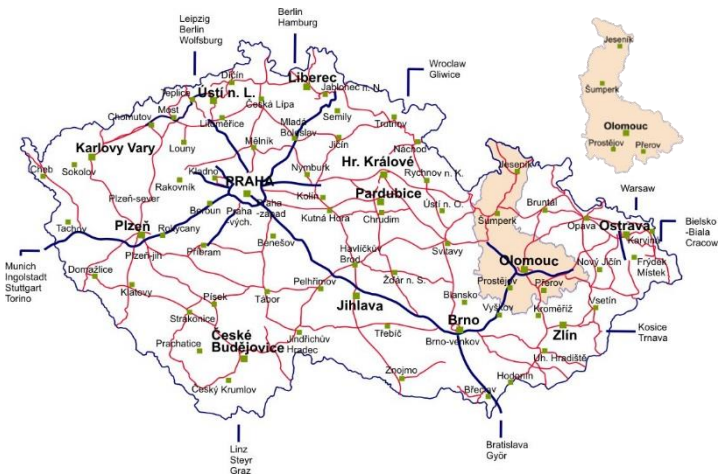 Leipzig
Berlin
Wolfsburg
Berlin
Hamburg
Wroclaw
Gliwice
Jeseník
Šumperk
Olomouc
Prostějov
Přerov
Děčín
Liberec
Teplice
Ústí n. L.
Jablonec n. N.
Most
Česká Lípa
Chomutov
Litoměřice
Semily
Trutnov
Mladá
Boleslav
Karlovy Vary
Louny
Mělník
Jičín
Náchod
Cheb
Sokolov
Kladno
Nymburk
Hr. Králové
Rychnov n. K.
Jeseník
Rakovník
PRAHA
Plzeň-sever
Kolín
Pardubice
Warsaw
Beroun
Praha
-vých.
Praha
-západ
Kutná Hora
Chrudim
Ústí n. O.
Šumperk
Bruntál
Tachov
Plzeň
Rokycany
Opava
Ostrava
Karviná
Bielsko
-Biala
Cracow
Munich
Ingolstadt
Stuttgart
Torino
Plzeň-jih
Příbram
Benešov
Havlíčkův
Brod
Svitavy
Olomouc
Nový Jičín
Frýdek
Místek
Domažlice
Klatovy
Písek
Tábor
Pelhřimov
Žďár n. S.
Prostějov
Přerov
Blansko
Vyškov
Kroměříž
Vsetín
Strakonice
Jihlava
Brno
Zlín
Kosice
Trnava
Prachatice
České
Budějovice
Jindřichův
Hradec
Třebíč
Brno-venkov
Uh. Hradiště
Český Krumlov
Znojmo
Břeclav
Hodonín
Linz
Steyr
Graz
Bratislava
Györ